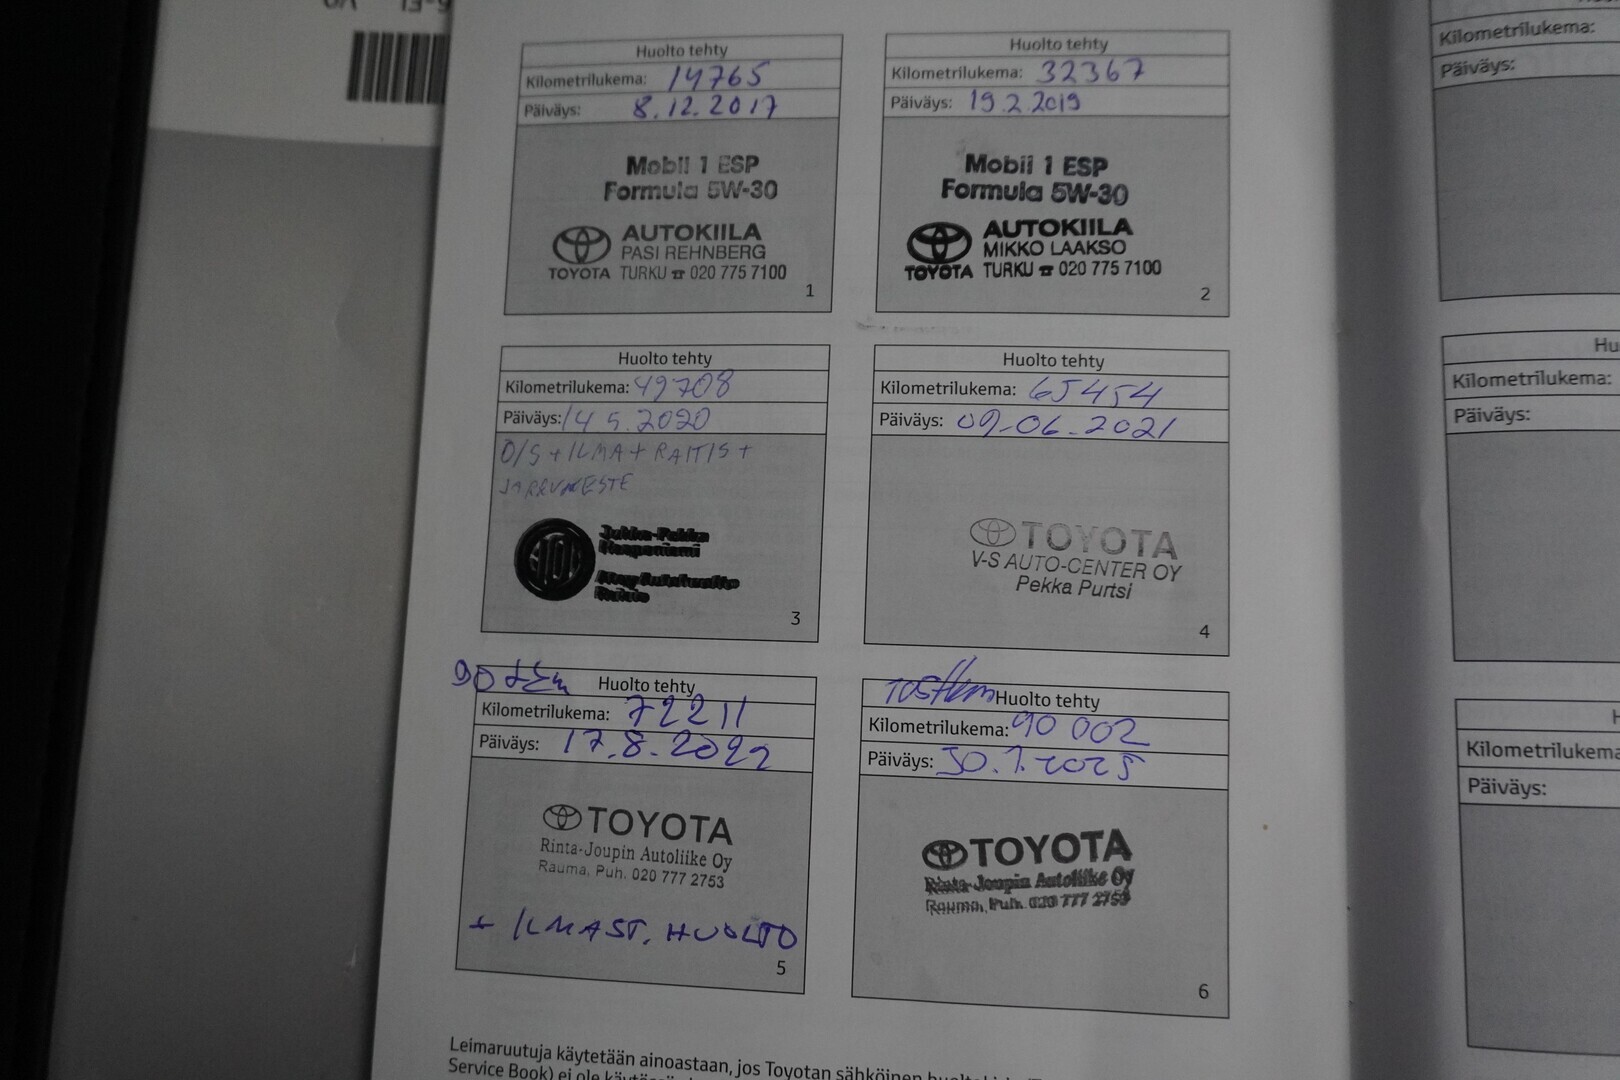 Huolto tehty
Kilometrilukema: 14765
Päiväys: 8.12.2017
Mobil 1 ESP
Formula 5W-30
AUTOKIILA
PASI REHNBERG
TOYOTA TURKU ☎ 020 775 7100
1
Huolto tehty
Kilometrilukema: 32367
Päiväys: 19.2.2019
Mobil 1 ESP
Formula 5W-30
AUTOKIILA
MIKKO LAAKSO
TOYOTA TURKU ☎ 020 775 7100
2
Huolto tehty
Kilometrilukema: 49708
Päiväys: 14 5.2020
O/S + ILMA + RAITIS +
JARRUNESTE
3
Huolto tehty
Kilometrilukema: 65454
Päiväys: 09-06-2021
TOYOTA
V-S AUTO-CENTER OY
Pekka Purtsi
4
90 Huolto tehty
Kilometrilukema: 72211
Päiväys: 17.8.2022
TOYOTA
Rinta-Joupin Autoliike Oy
Rauma, Puh. 020 777 2753
+ ILMAST. HUOLTO
5
Huolto tehty
Kilometrilukema: 90 002
Päiväys: 30.1.2025
TOYOTA
Rinta-Joupin Autoliike Oy
Rauma, Puh. 020 777 2753
6
Leimaruutuja käytetään ainoastaan, jos Toyotan sähköinen
Service Book) ei ole
Kilometrilukema:
Päiväys:
Kilometrilukema:
Päiväys:
Kilometrilukema:
Päiväys: